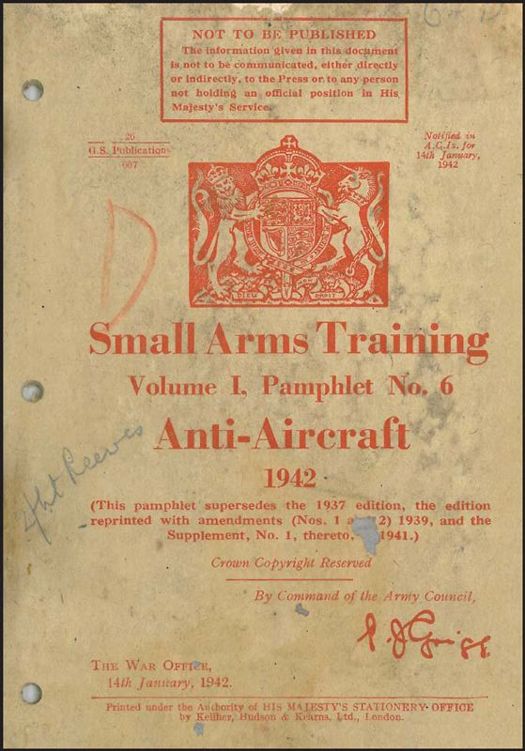 NOT TO BE PUBLISHED
The information given in this document
is not to be communicated, either directly
or indirectly, to the Press or to any person
not holding an official position in His
Majesty's Service.
26
G.S. Publications
667
Notified in
A.C.Is. for
14th January,
1942
DIEU DROIT
Small Arms Training
Volume I, Pamphlet No. 6
Anti-Aircraft
1942
(This pamphlet supersedes the 1937 edition, the edition
reprinted with amendments (Nos. 1 a 2) 1939, and the
Supplement, No. 1, thereto, 1941.)
Crown Copyright Reserved
By Command of the Army Council,
P. J. Grigg
Reeves
THE WAR OFFICE,
14th January, 1942.
Printed under the Authority of HIS MAJESTY'S STATIONERY OFFICE
by Keliher, Hudson & Kearns, Ltd., London.